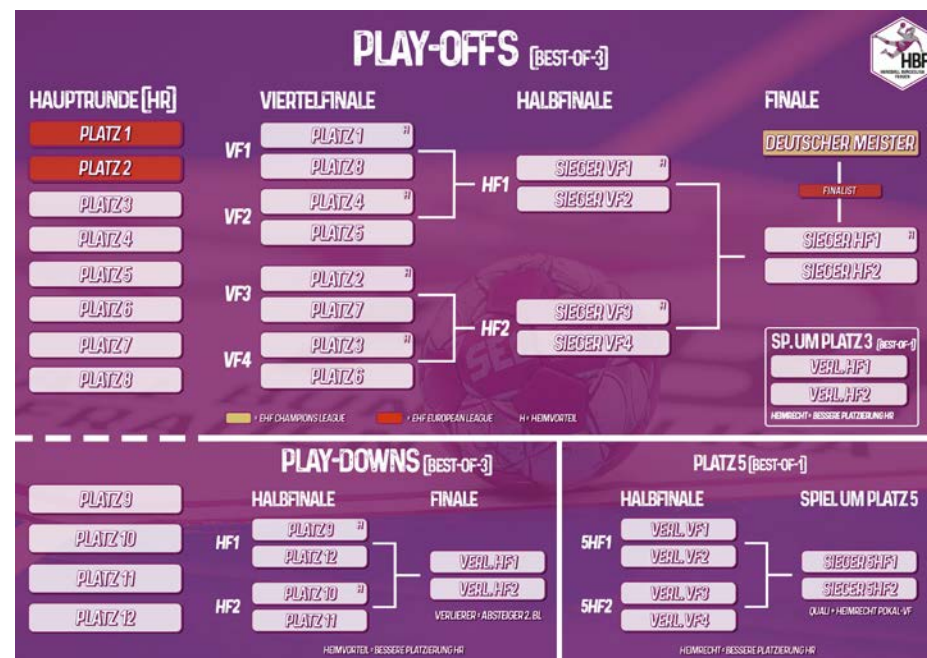 PLAY-OFFS [BEST-OF-3]
HBF
HANDBALL BUNDESLIGA
FRAUEN
HAUPTRUNDE [HR]
VIERTELFINALE
HALBFINALE
FINALE
PLATZ 1
PLATZ 2
PLATZ 3
PLATZ 4
PLATZ 5
PLATZ 6
PLATZ 7
PLATZ 8
VF1
PLATZ 1 H
PLATZ 8
VF2
PLATZ 4 H
PLATZ 5
VF3
PLATZ 2 H
PLATZ 7
VF4
PLATZ 3 H
PLATZ 6
HF1
SIEGER VF1 H
SIEGER VF2
HF2
SIEGER VF3 H
SIEGER VF4
DEUTSCHER MEISTER
FINALIST
SIEGER HF1 H
SIEGER HF2
SP. UM PLATZ 3 [BEST-OF-1]
VERL. HF1
VERL. HF2
HEIMRECHT = BESSERE PLATZIERUNG HR
= EHF CHAMPIONS LEAGUE
= EHF EUROPEAN LEAGUE
H = HEIMVORTEIL
PLAY-DOWNS [BEST-OF-3]
PLATZ 9
PLATZ 10
PLATZ 11
PLATZ 12
HALBFINALE
FINALE
HF1
PLATZ 9 H
PLATZ 12
HF2
PLATZ 10 H
PLATZ 11
VERL. HF1
VERL. HF2
VERLIERER = ABSTEIGER 2. BL
HEIMVORTEIL = BESSERE PLATZIERUNG HR
PLATZ 5 [BEST-OF-1]
HALBFINALE
SPIEL UM PLATZ 5
5HF1
VERL. VF1
VERL. VF2
5HF2
VERL. VF3
VERL. VF4
SIEGER 5HF1
SIEGER 5HF2
QUALI + HEIMRECHT POKAL-VF
HEIMRECHT = BESSERE PLATZIERUNG HR